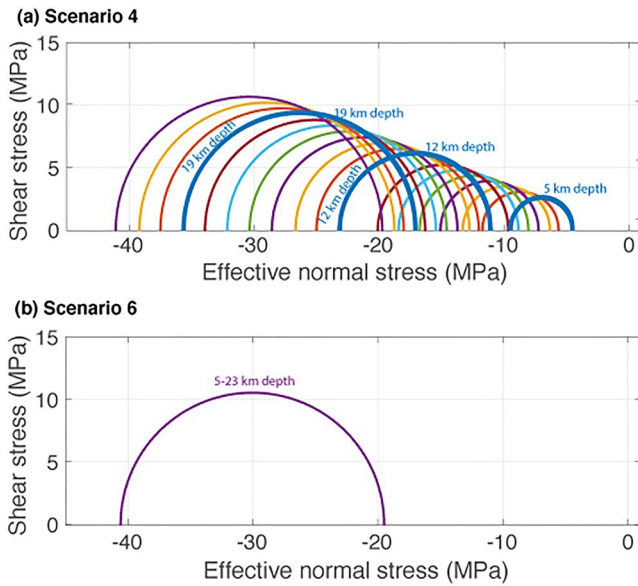 (a) Scenario 4
15
10
5
0
Shear stress (MPa)
19 km depth
19 km depth
12 km depth
12 km depth
5 km depth
-40 -30 -20 -10 0
Effective normal stress (MPa)
(b) Scenario 6
15
10
5
0
Shear stress (MPa)
5-23 km depth
-40 -30 -20 -10 0
Effective normal stress (MPa)